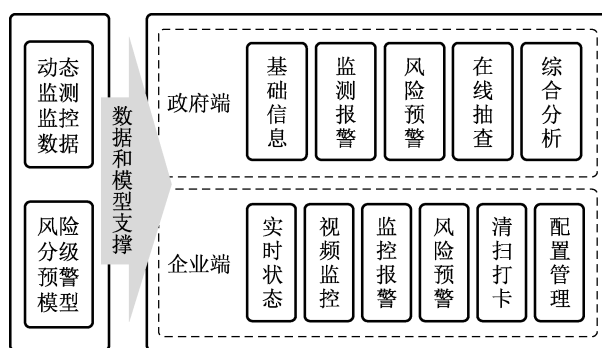 动态
监测
监控
数据
风险
分级
预警
模型
数据和模型支撑
政府端
基础信息
监测报警
风险预警
在线抽查
综合分析
企业端
实时状态
视频监控
监控报警
风险预警
清扫打卡
配置管理